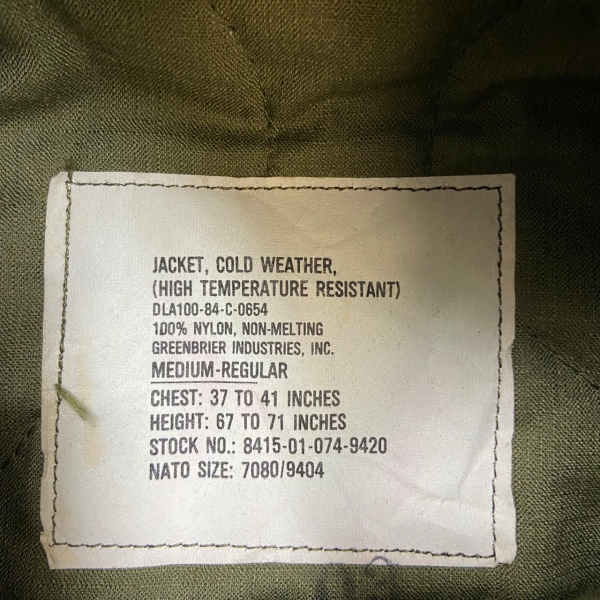 JACKET, COLD WEATHER,
(HIGH TEMPERATURE RESISTANT)
DLA100-84-C-0654
100% NYLON, NON-MELTING
GREENBRIER INDUSTRIES, INC.
MEDIUM-REGULAR
CHEST: 37 TO 41 INCHES
HEIGHT: 67 TO 71 INCHES
STOCK NO.: 8415-01-074-9420
NATO SIZE: 7080/9404